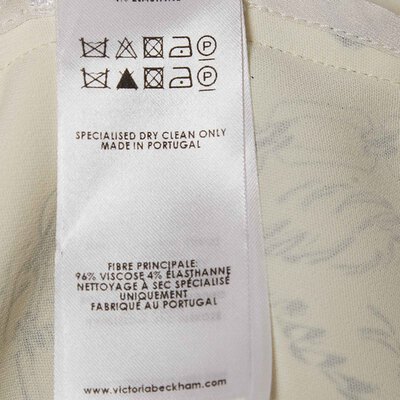 SPECIALISED DRY CLEAN ONLY
MADE IN PORTUGAL
FIBRE PRINCIPALE:
96% VISCOSE 4% ÉLASTHANNE
NETTOYAGE À SEC SPÉCIALISÉ
UNIQUEMENT
FABRIQUÉ AU PORTUGAL
www.victoriabeckham.com